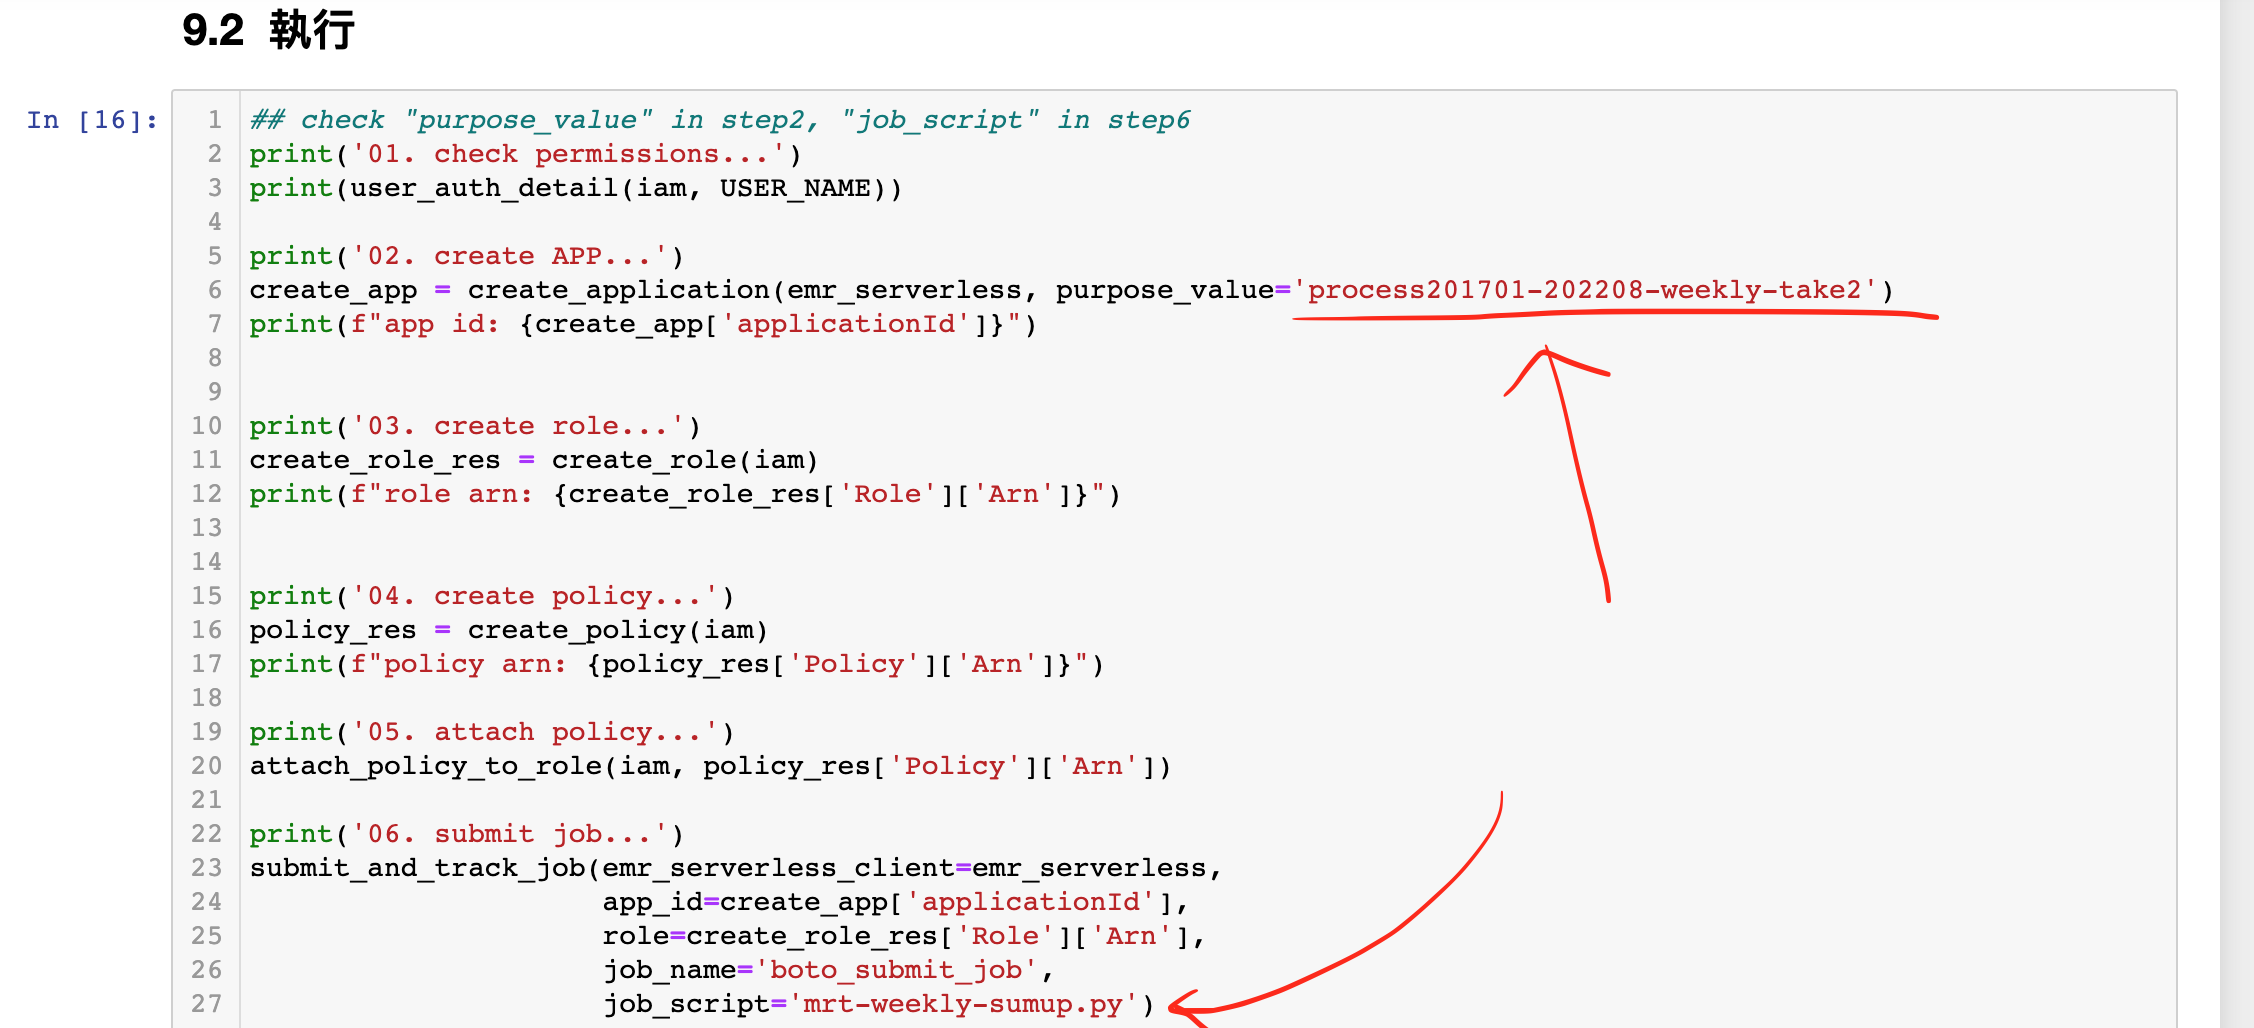 9.2 執行
In [16]:
1 ## check "purpose_value" in step2, "job_script" in step6
2 print('01. check permissions...')
3 print(user_auth_detail(iam, USER_NAME))
4
5 print('02. create APP...')
6 create_app = create_application(emr_serverless, purpose_value='process201701-202208-weekly-take2')
7 print(f"app id: {create_app['applicationId']}")
8
9
10 print('03. create role...')
11 create_role_res = create_role(iam)
12 print(f"role arn: {create_role_res['Role']['Arn']}")
13
14
15 print('04. create policy...')
16 policy_res = create_policy(iam)
17 print(f"policy arn: {policy_res['Policy']['Arn']}")
18
19 print('05. attach policy...')
20 attach_policy_to_role(iam, policy_res['Policy']['Arn'])
21
22 print('06. submit job...')
23 submit_and_track_job(emr_serverless_client=emr_serverless,
24 app_id=create_app['applicationId'],
25 role=create_role_res['Role']['Arn'],
26 job_name='boto_submit_job',
27 job_script='mrt-weekly-sumup.py')